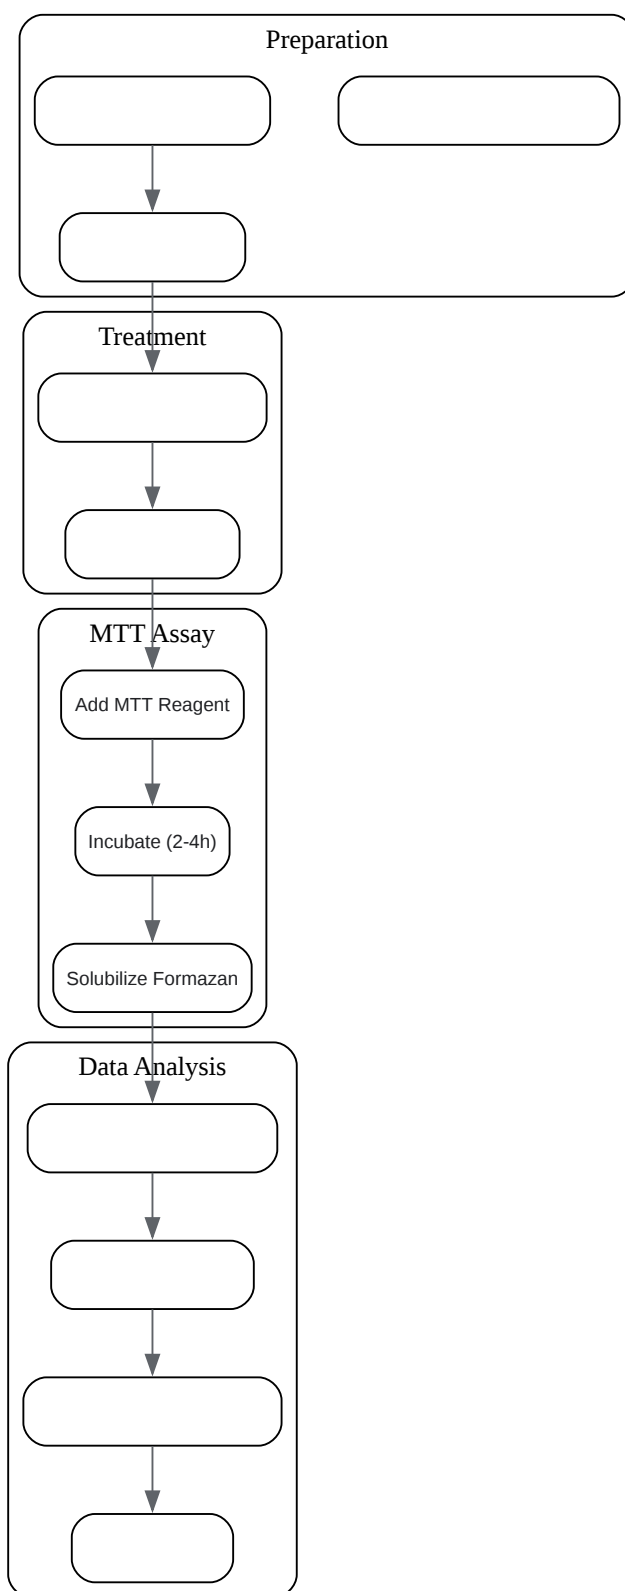 Preparation
Treatment
MTT Assay
Add MTT Reagent
Incubate (2-4h)
Solubilize Formazan
Data Analysis